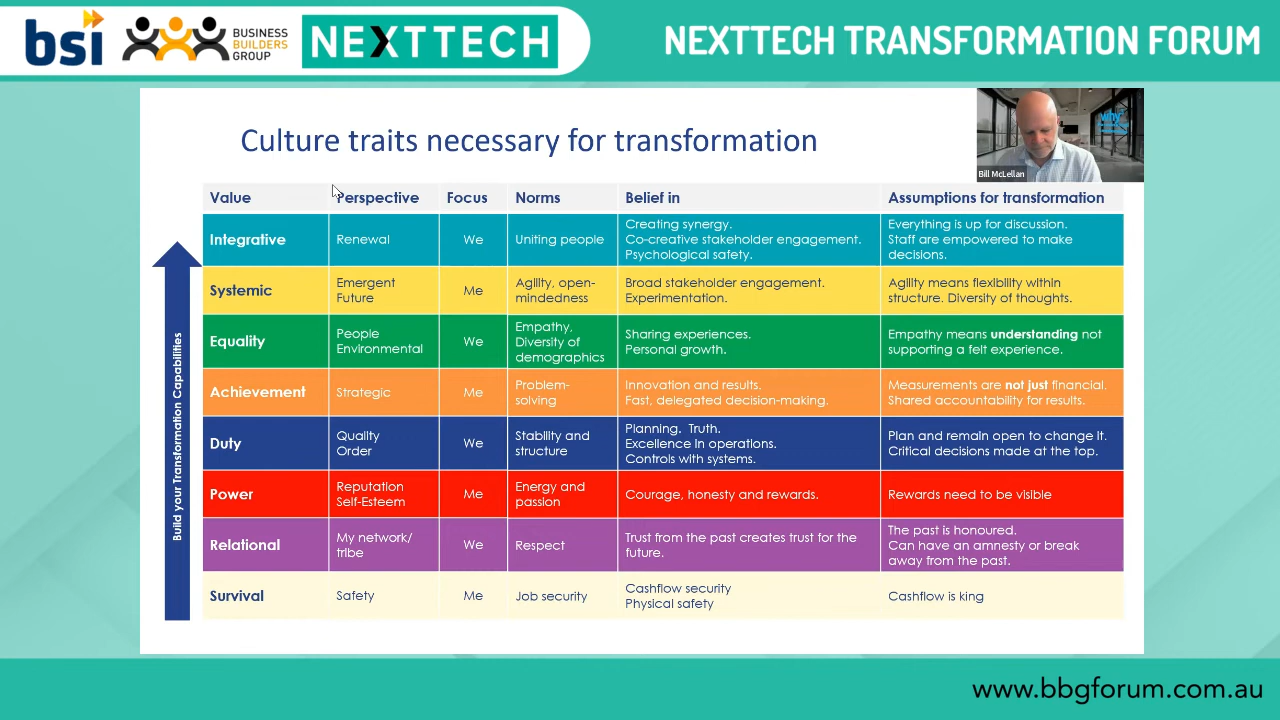 bsi
BUSINESS
BUILDERS
GROUP
NEXTTECH
NEXTTECH TRANSFORMATION FORUM
Culture traits necessary for transformation
why
Bill McLellan
Value Perspective Focus Norms Belief in Assumptions for transformation
Integrative
Renewal
We
Uniting people
Creating synergy.
Co-creative stakeholder engagement.
Psychological safety.
Everything is up for discussion.
Staff are empowered to make
decisions.
Systemic
Emergent
Future
Me
Agility, open-
mindedness
Broad stakeholder engagement.
Experimentation.
Agility means flexibility within
structure. Diversity of thoughts.
Equality
People
Environmental
We
Empathy,
Diversity of
demographics
Sharing experiences.
Personal growth.
Empathy means understanding not
supporting a felt experience.
Achievement
Strategic
Me
Problem-
solving
Innovation and results.
Fast, delegated decision-making.
Measurements are not just financial.
Shared accountability for results.
Duty
Quality
Order
We
Stability and
structure
Planning. Truth.
Excellence in operations.
Controls with systems.
Plan and remain open to change it.
Critical decisions made at the top.
Power
Reputation
Self-Esteem
Me
Energy and
passion
Courage, honesty and rewards.
Rewards need to be visible
Relational
My network/
tribe
We
Respect
Trust from the past creates trust for the
future.
The past is honoured.
Can have an amnesty or break
away from the past.
Survival
Safety
Me
Job security
Cashflow security
Physical safety
Cashflow is king
Build your Transformation Capabilities
www.bbgforum.com.au